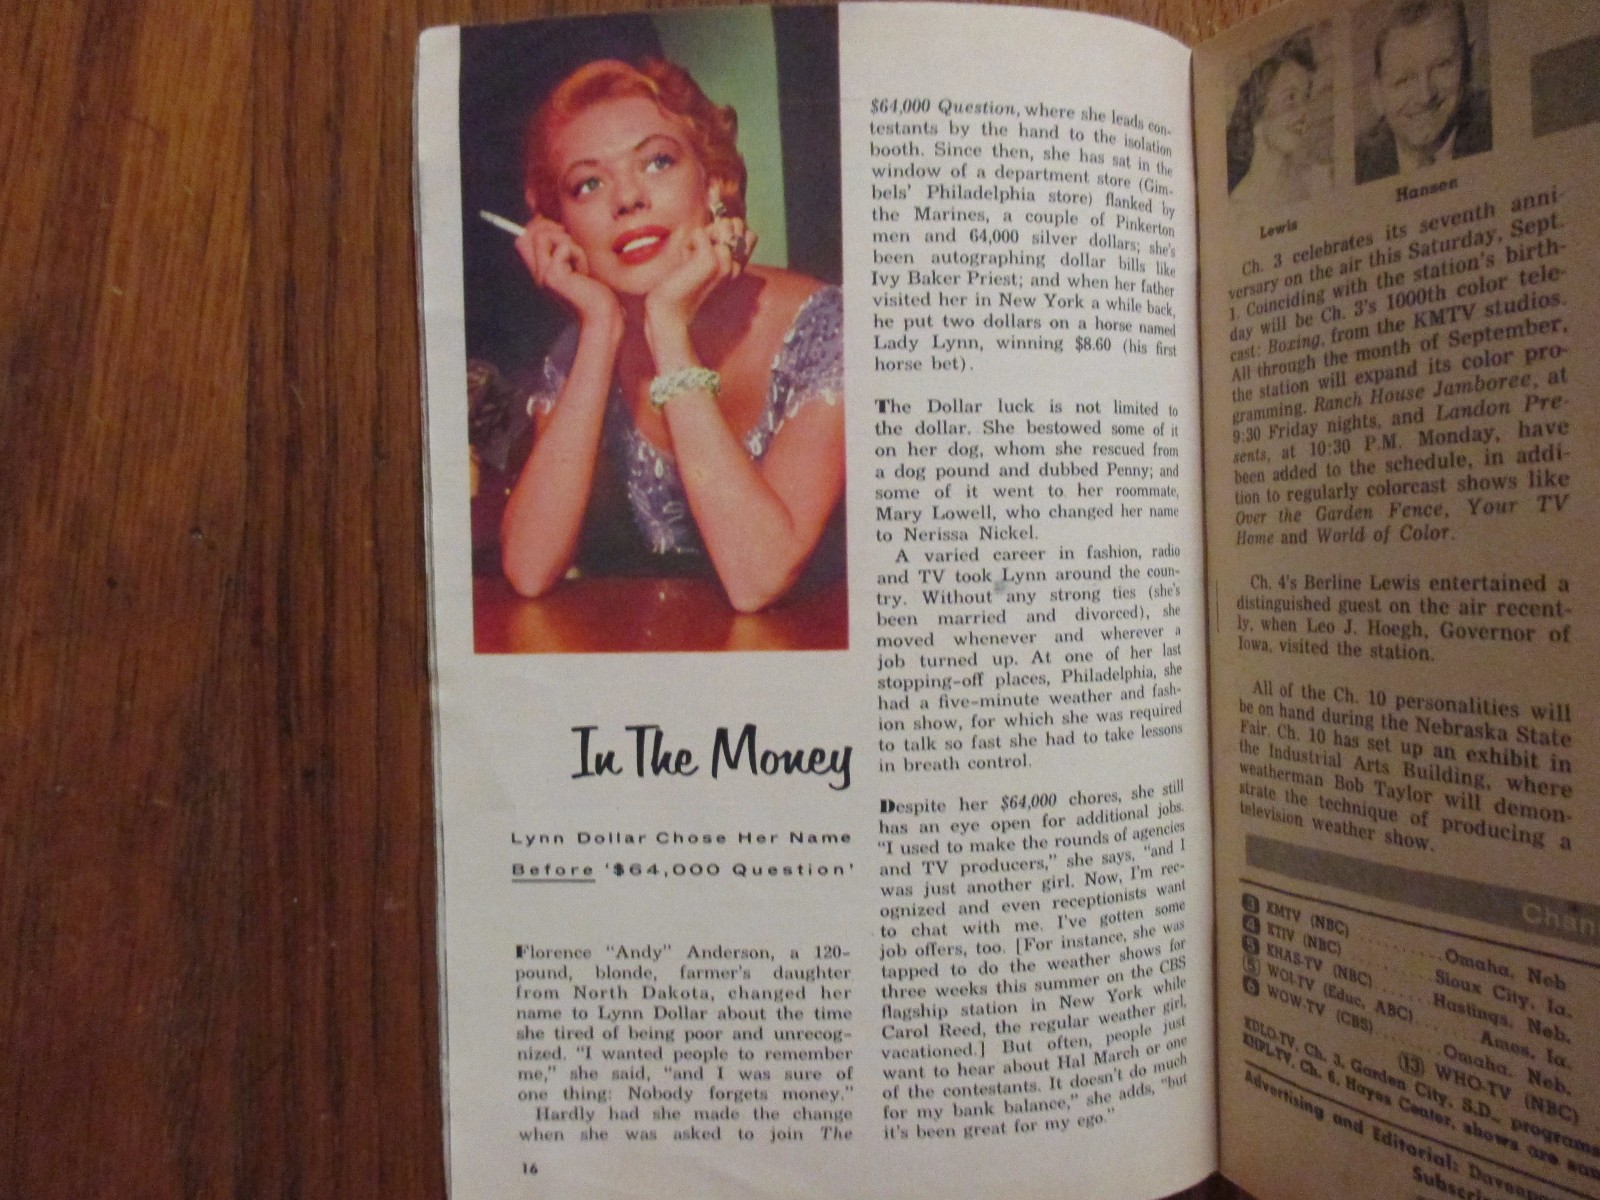 In The Money
Lynn Dollar Chose Her Name
Before '$64,000 Question'
Florence "Andy" Anderson, a 120-
pound, blonde, farmer's daughter
from North Dakota, changed her
name to Lynn Dollar about the time
she tired of being poor and unrecog-
nized. "I wanted people to remember
me," she said, "and I was sure of
one thing: Nobody forgets money."
Hardly had she made the change
when she was asked to join The
16
$64,000 Question, where she leads con-
testants by the hand to the isolation
booth. Since then, she has sat in the
window of a department store (Gim-
bels' Philadelphia store) flanked by
the Marines, a couple of Pinkerton
men and 64,000 silver dollars; she's
been autographing dollar bills like
Ivy Baker Priest; and when her father
visited her in New York a while back,
he put two dollars on a horse named
Lady Lynn, winning $8.60 (his first
horse bet).
The Dollar luck is not limited to
the dollar. She bestowed some of it
on her dog, whom she rescued from
a dog pound and dubbed Penny; and
some of it went to her roommate,
Mary Lowell, who changed her name
to Nerissa Nickel.
A varied career in fashion, radio
and TV took Lynn around the coun-
try. Without any strong ties (she's
been married and divorced), she
moved whenever and wherever a
job turned up. At one of her last
stopping-off places, Philadelphia, she
had a five-minute weather and fash-
ion show, for which she was required
to talk so fast she had to take lessons
in breath control.
Despite her $64,000 chores, she still
has an eye open for additional jobs.
"I used to make the rounds of agencies
and TV producers," she says, "and I
was just another girl. Now, I'm rec-
ognized and even receptionists want
to chat with me. I've gotten some
job offers, too. [For instance, she was
tapped to do the weather shows for
three weeks this summer on the CBS
flagship station in New York while
Carol Reed, the regular weather girl,
vacationed.] But often, people just
want to hear about Hal March or one
of the contestants. It doesn't do much
for my bank balance," she adds, "but
it's been great for my ego."
Lewis
Hansen
Ch. 3 celebrates its seventh anni-
versary on the air this Saturday, Sept.
1. Coinciding with the station's birth-
day will be Ch. 3's 1000th color tele-
cast: Boxing, from the KMTV studios.
All through the month of September,
the station will expand its color pro-
gramming. Ranch House Jamboree, at
9:30 Friday nights, and Landon Pre-
sents, at 10:30 P.M. Monday, have
been added to the schedule, in addi-
tion to regularly colorcast shows like
Over the Garden Fence, Your TV
Home and World of Color.
Ch. 4's Berline Lewis entertained a
distinguished guest on the air recent-
ly, when Leo J. Hoegh, Governor of
Iowa, visited the station.
All of the Ch. 10 personalities will
be on hand during the Nebraska State
Fair. Ch. 10 has set up an exhibit in
the Industrial Arts Building, where
weatherman Bob Taylor will demon-
strate the technique of producing a
television weather show.
Chan
3 KMTV (NBC) Omaha, Neb.
4 KTIV (NBC) Sioux City, Ia.
5 KHAS-TV (NBC) Hastings, Neb.
5 WOI-TV (Educ, ABC) Ames, Ia.
6 WOW-TV (CBS) Omaha, Neb.
13 WHO-TV (NBC)
KDLO-TV, Ch. 3, Garden City, S.D., programs
KHPL-TV, Ch. 6, Hayes Center, shows are
Advertising and Editorial: